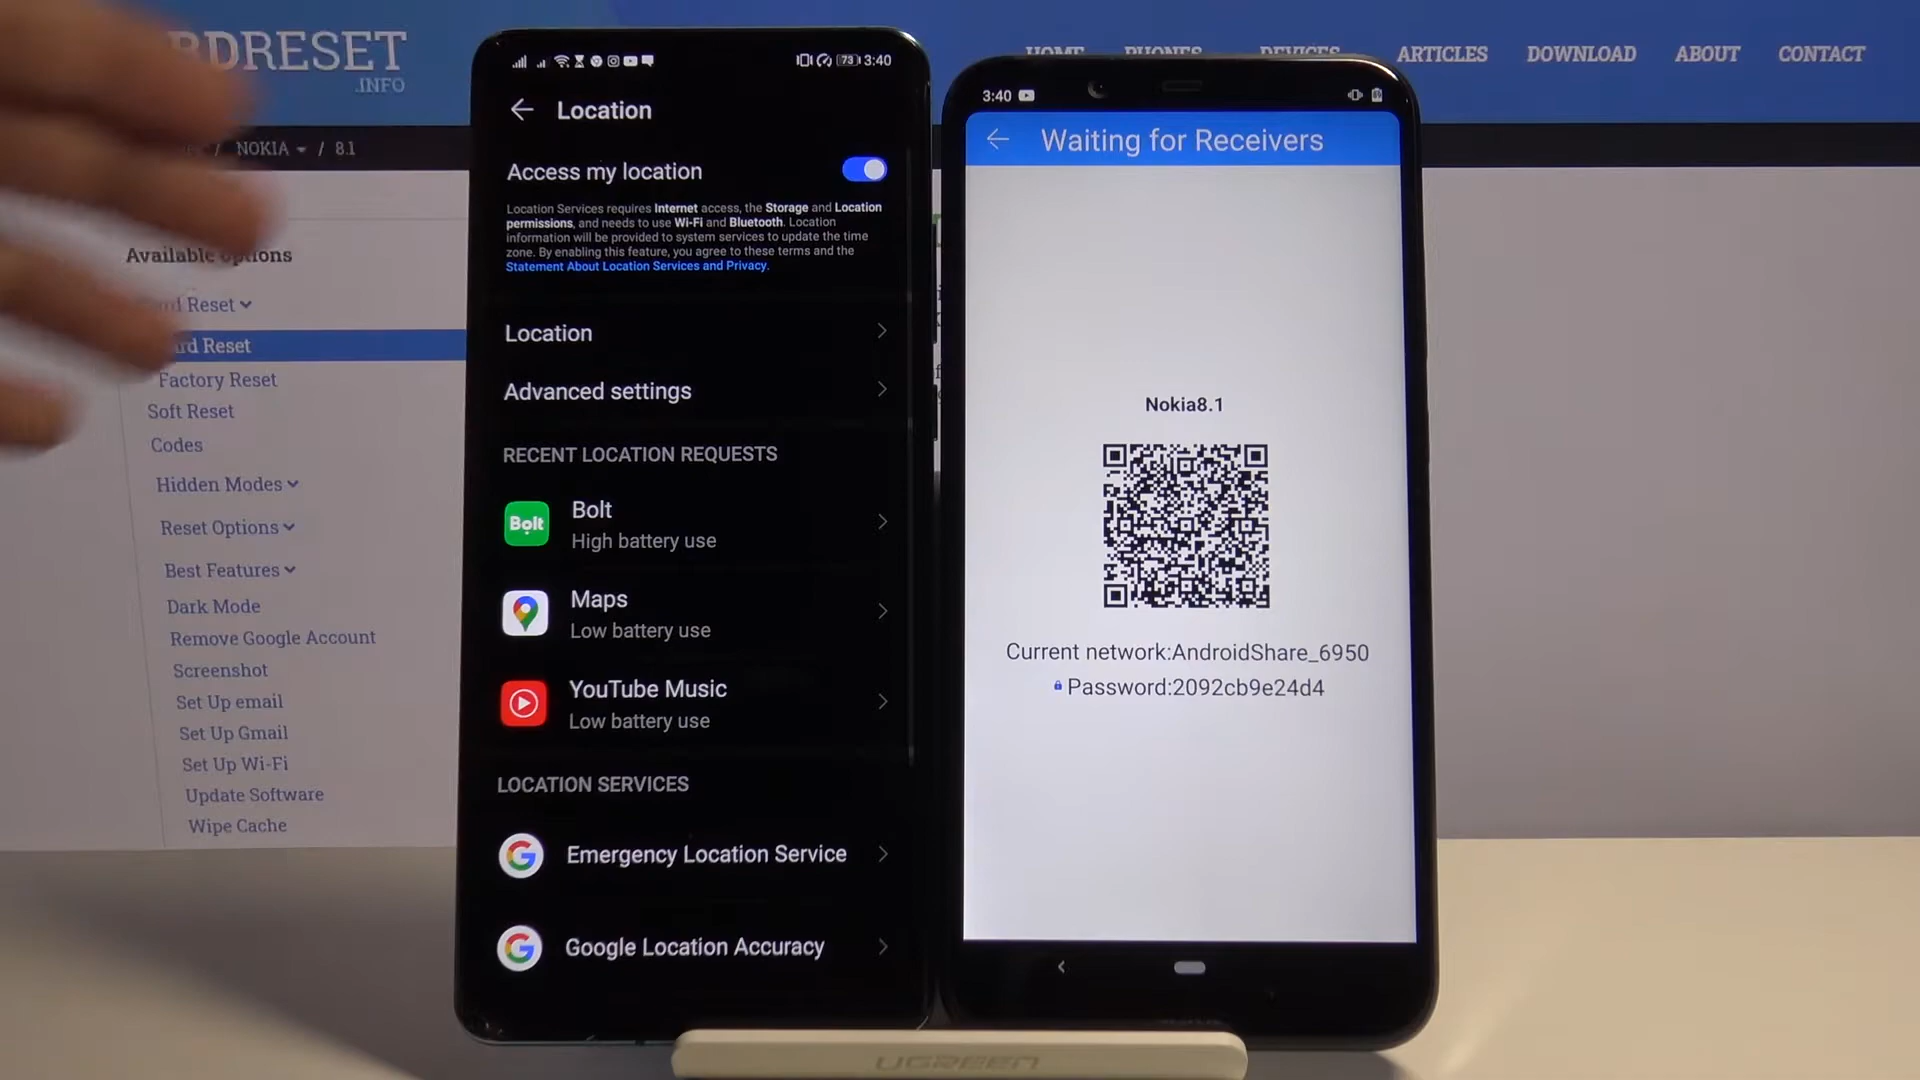 RDRESET
.INFO
HOME PHONES DEVICES ARTICLES DOWNLOAD ABOUT CONTACT
/ NOKIA / 8.1
Available options
rd Reset
rd Reset
Factory Reset
Soft Reset
Codes
Hidden Modes
Reset Options
Best Features
Dark Mode
Remove Google Account
Screenshot
Set Up email
Set Up Gmail
Set Up Wi-Fi
Update Software
Wipe Cache
73 3:40
Location
Access my location
Location Services requires Internet access, the Storage and Location
permissions, and needs to use Wi-Fi and Bluetooth. Location
information will be provided to system services to update the time
zone. By enabling this feature, you agree to these terms and the
Statement About Location Services and Privacy.
Location
Advanced settings
RECENT LOCATION REQUESTS
Bolt
Bolt
High battery use
Maps
Low battery use
YouTube Music
Low battery use
LOCATION SERVICES
Emergency Location Service
Google Location Accuracy
3:40
Waiting for Receivers
Nokia8.1
Current network:AndroidShare_6950
Password:2092cb9e24d4
UGREEN